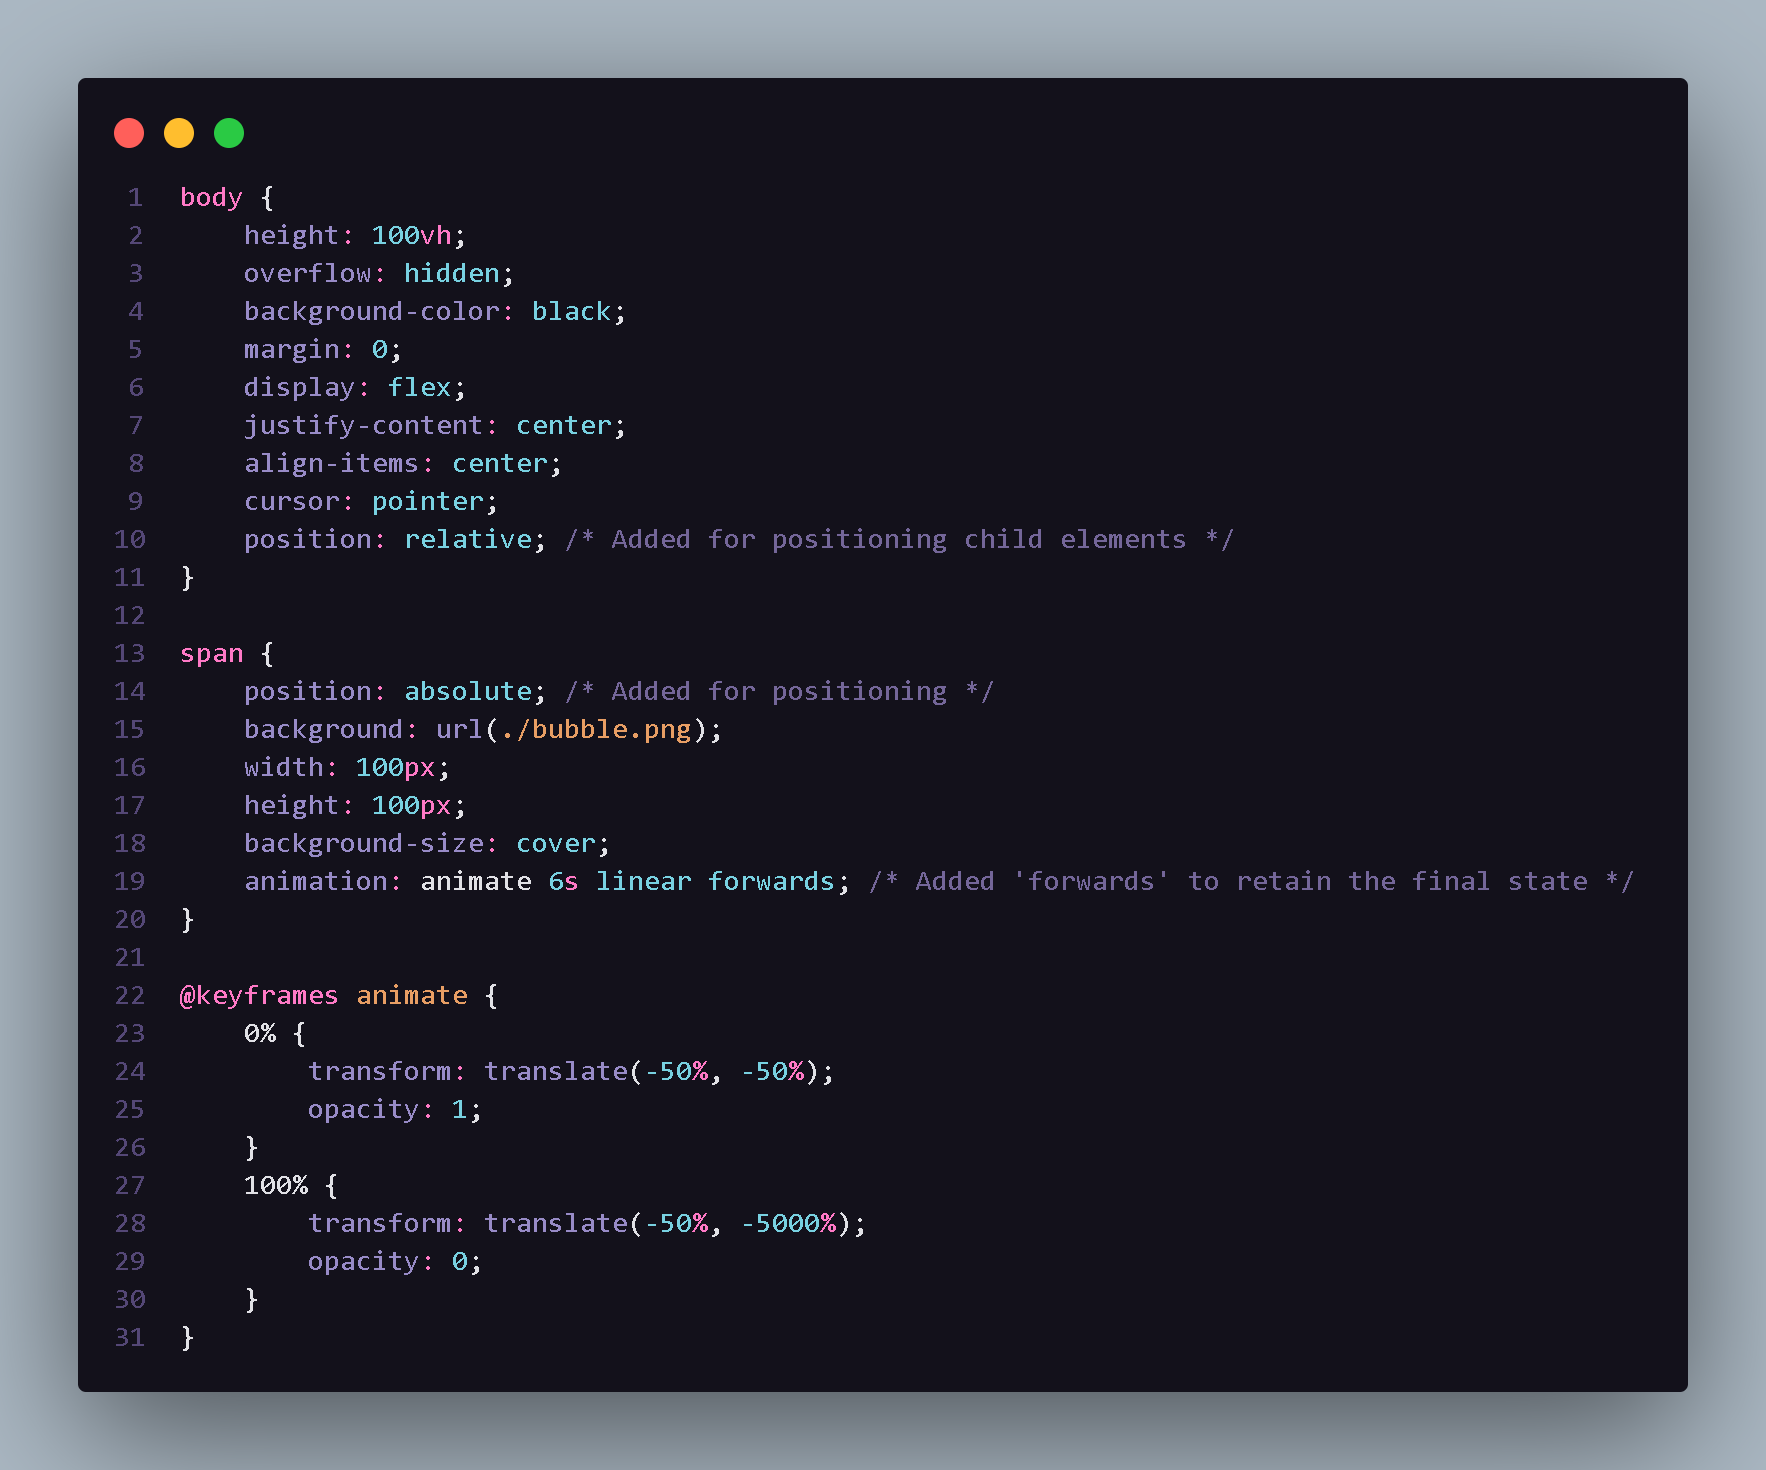 1 body {
2     height: 100vh;
3     overflow: hidden;
4     background-color: black;
5     margin: 0;
6     display: flex;
7     justify-content: center;
8     align-items: center;
9     cursor: pointer;
10     position: relative; /* Added for positioning child elements */
11 }
12
13 span {
14     position: absolute; /* Added for positioning */
15     background: url(./bubble.png);
16     width: 100px;
17     height: 100px;
18     background-size: cover;
19     animation: animate 6s linear forwards; /* Added 'forwards' to retain the final state */
20 }
21
22 @keyframes animate {
23     0% {
24         transform: translate(-50%, -50%);
25         opacity: 1;
26     }
27     100% {
28         transform: translate(-50%, -5000%);
29         opacity: 0;
30     }
31 }